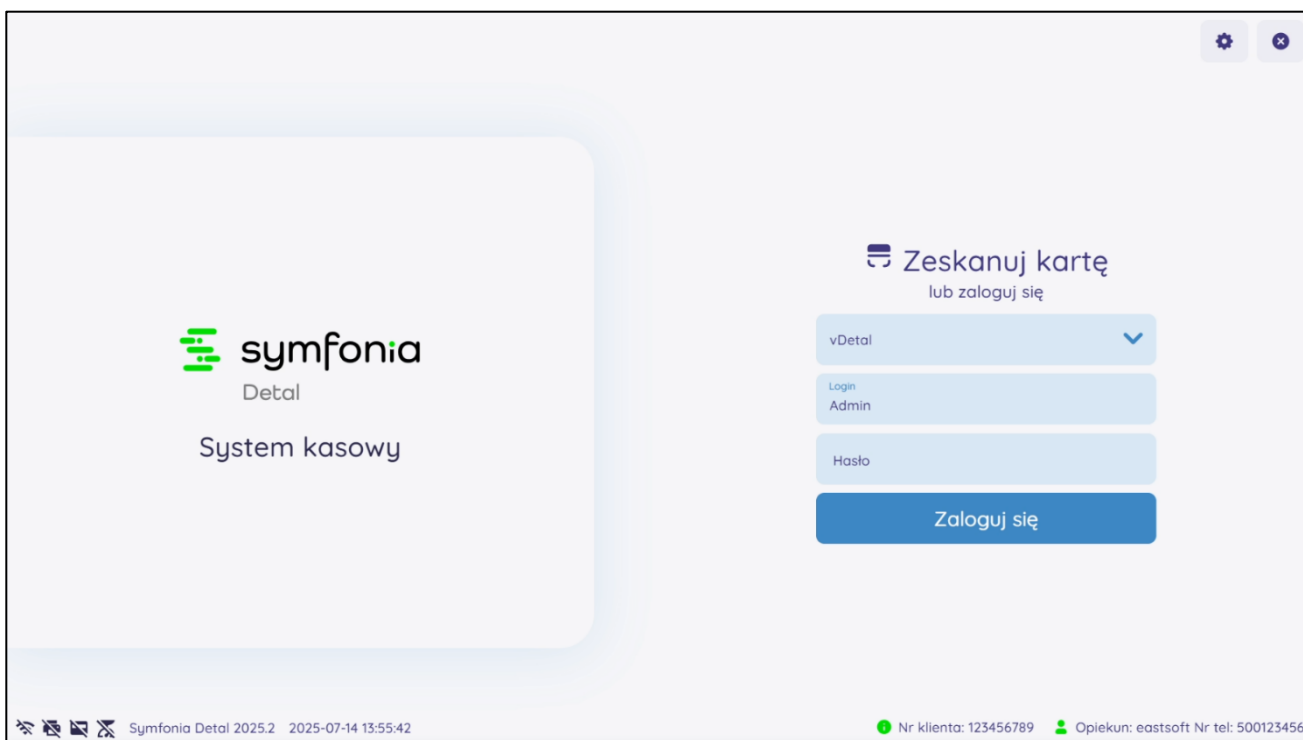 symfonia
Detal
System kasowy
Zeskanuj kartę
lub zaloguj się
vDetal
Login
Admin
Hasło
Zaloguj się
Symfonia Detal 2025.2 2025-07-14 13:55:42
Nr klienta: 123456789 Opiekun: eastsoft Nr tel: 500123456